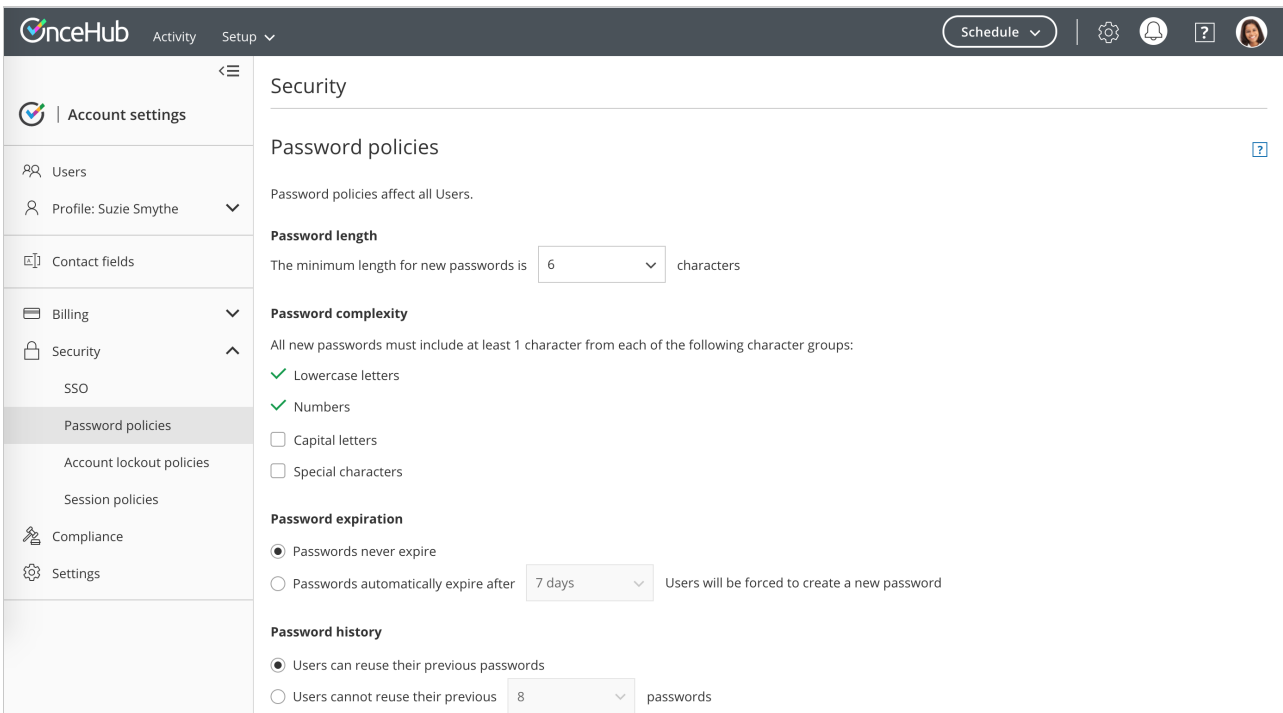 OnceHub
Activity
Setup
Schedule
?
Account settings
Users
Profile: Suzie Smythe
Contact fields
Billing
Security
SSO
Password policies
Account lockout policies
Session policies
Compliance
Settings
Security
Password policies
?
Password policies affect all Users.
Password length
The minimum length for new passwords is 6 characters
Password complexity
All new passwords must include at least 1 character from each of the following character groups:
Lowercase letters
Numbers
Capital letters
Special characters
Password expiration
Passwords never expire
Passwords automatically expire after 7 days Users will be forced to create a new password
Password history
Users can reuse their previous passwords
Users cannot reuse their previous 8 passwords